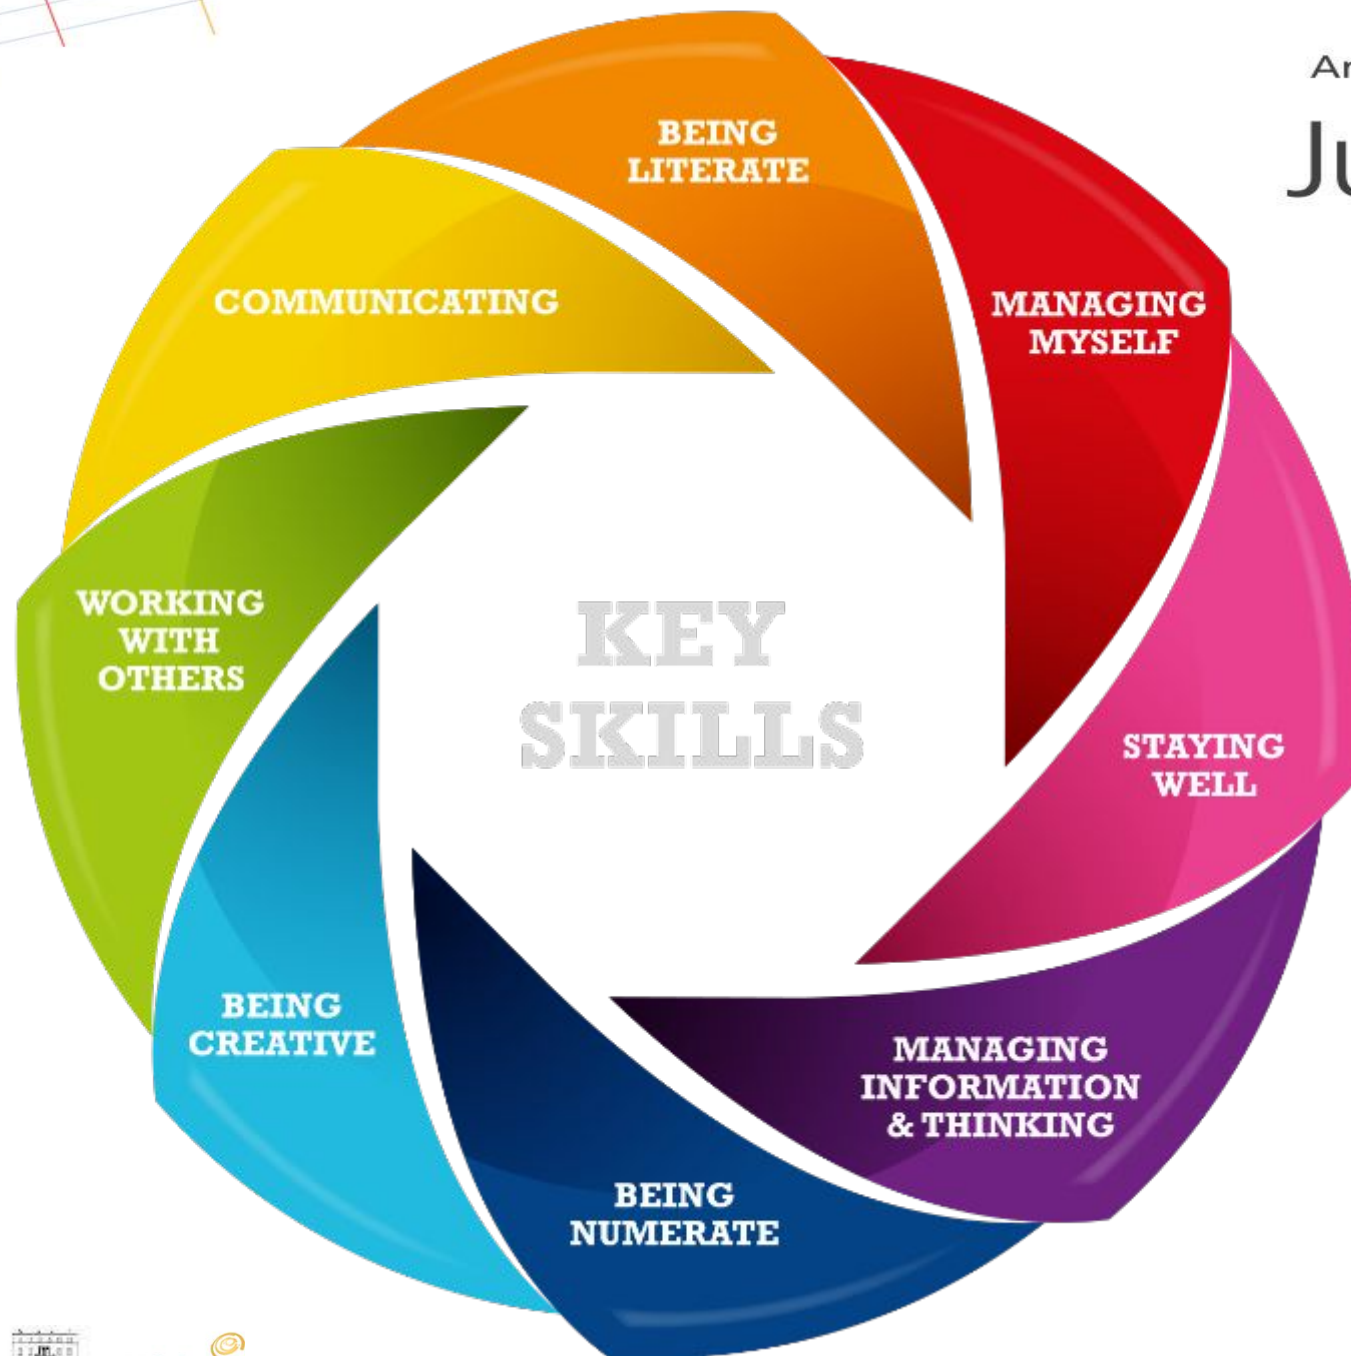 BEING
LITERATE
MANAGING
MYSELF
COMMUNICATING
WORKING
WITH
OTHERS
KEY
SKILLS
STAYING
WELL
BEING
CREATIVE
MANAGING
INFORMATION
& THINKING
BEING
NUMERATE